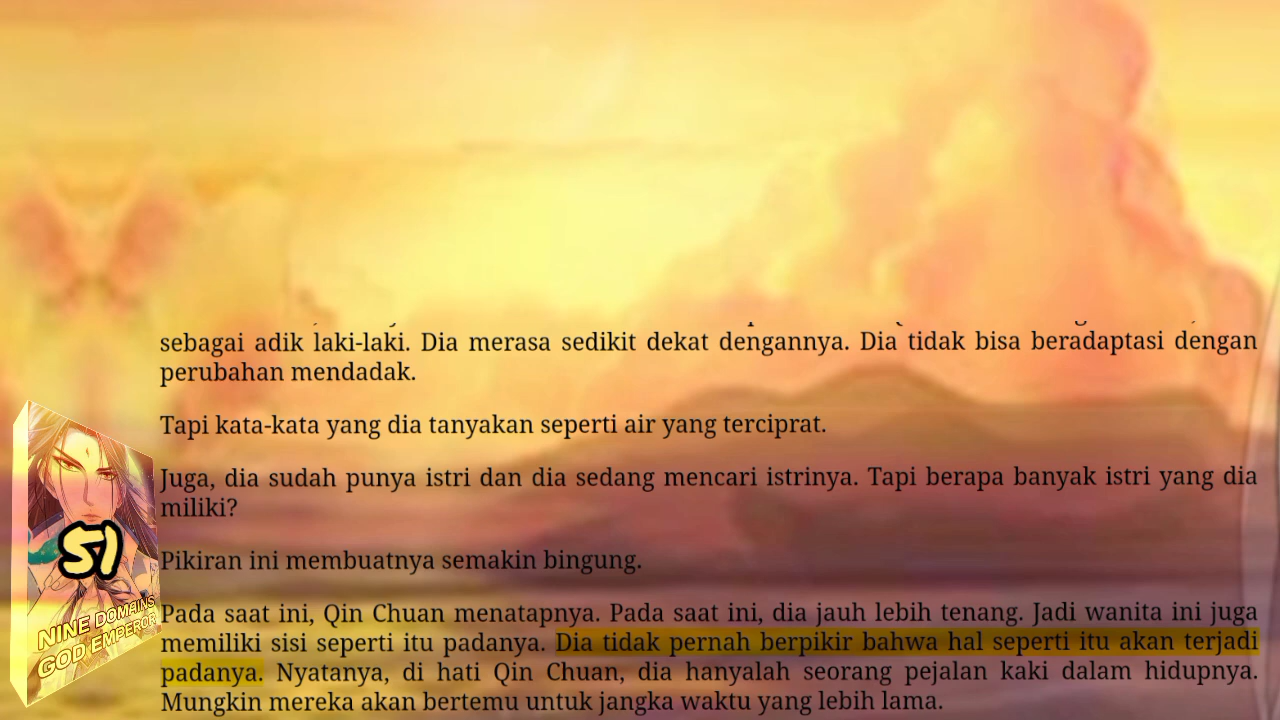 sebagai adik laki-laki. Dia merasa sedikit dekat dengannya. Dia tidak bisa beradaptasi dengan
perubahan mendadak.
Tapi kata-kata yang dia tanyakan seperti air yang terciprat.
Juga, dia sudah punya istri dan dia sedang mencari istrinya. Tapi berapa banyak istri yang dia
miliki?
Pikiran ini membuatnya semakin bingung.
Pada saat ini, Qin Chuan menatapnya. Pada saat ini, dia jauh lebih tenang. Jadi wanita ini juga
memiliki sisi seperti itu padanya. Dia tidak pernah berpikir bahwa hal seperti itu akan terjadi
padanya. Nyatanya, di hati Qin Chuan, dia hanyalah seorang pejalan kaki dalam hidupnya.
Mungkin mereka akan bertemu untuk jangka waktu yang lebih lama.
51
NINE DOMAINS
GOD EMPEROR